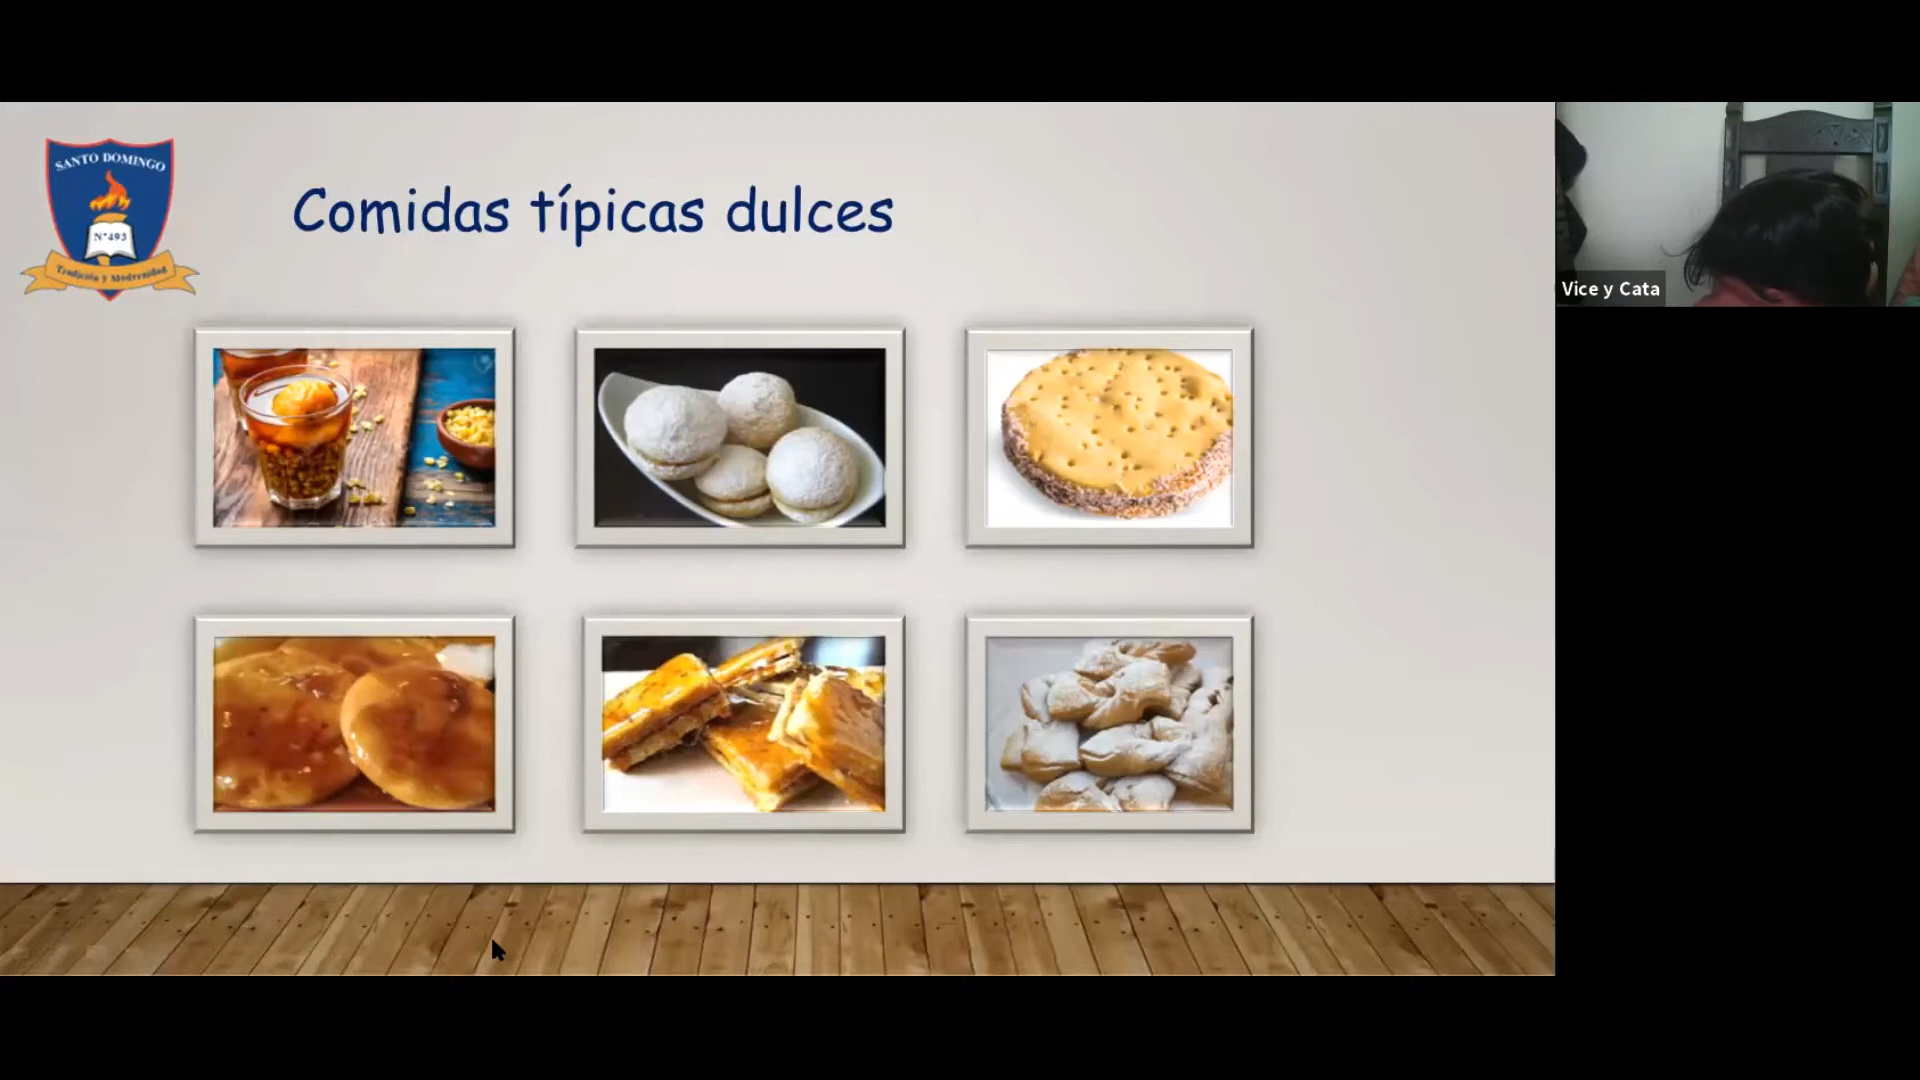 SANTO DOMINGO
N°493
Tradición y Modernidad
Comidas típicas dulces
Vice y Cata